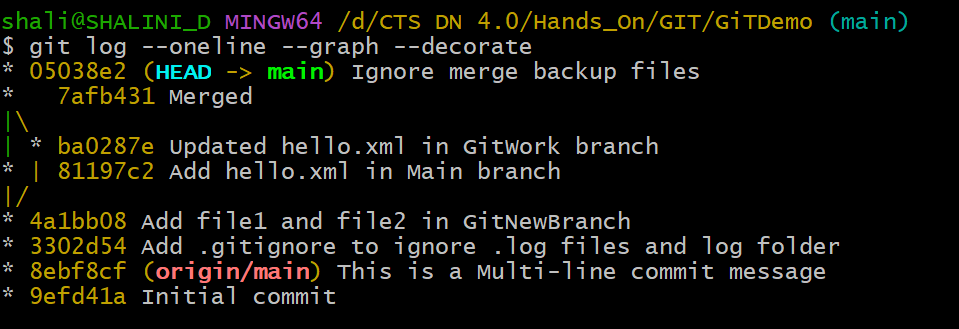 shali@SHALINI_D MINGW64 /d/CTS DN 4.0/Hands_On/GIT/GiTDemo (main)
$ git log --oneline --graph --decorate
* 05038e2 (HEAD -> main) Ignore merge backup files
*   7afb431 Merged
|\
| * ba0287e Updated hello.xml in GitWork branch
* | 81197c2 Add hello.xml in Main branch
|/
* 4a1bb08 Add file1 and file2 in GitNewBranch
* 3302d54 Add .gitignore to ignore .log files and log folder
* 8ebf8cf (origin/main) This is a Multi-line commit message
* 9efd41a Initial commit